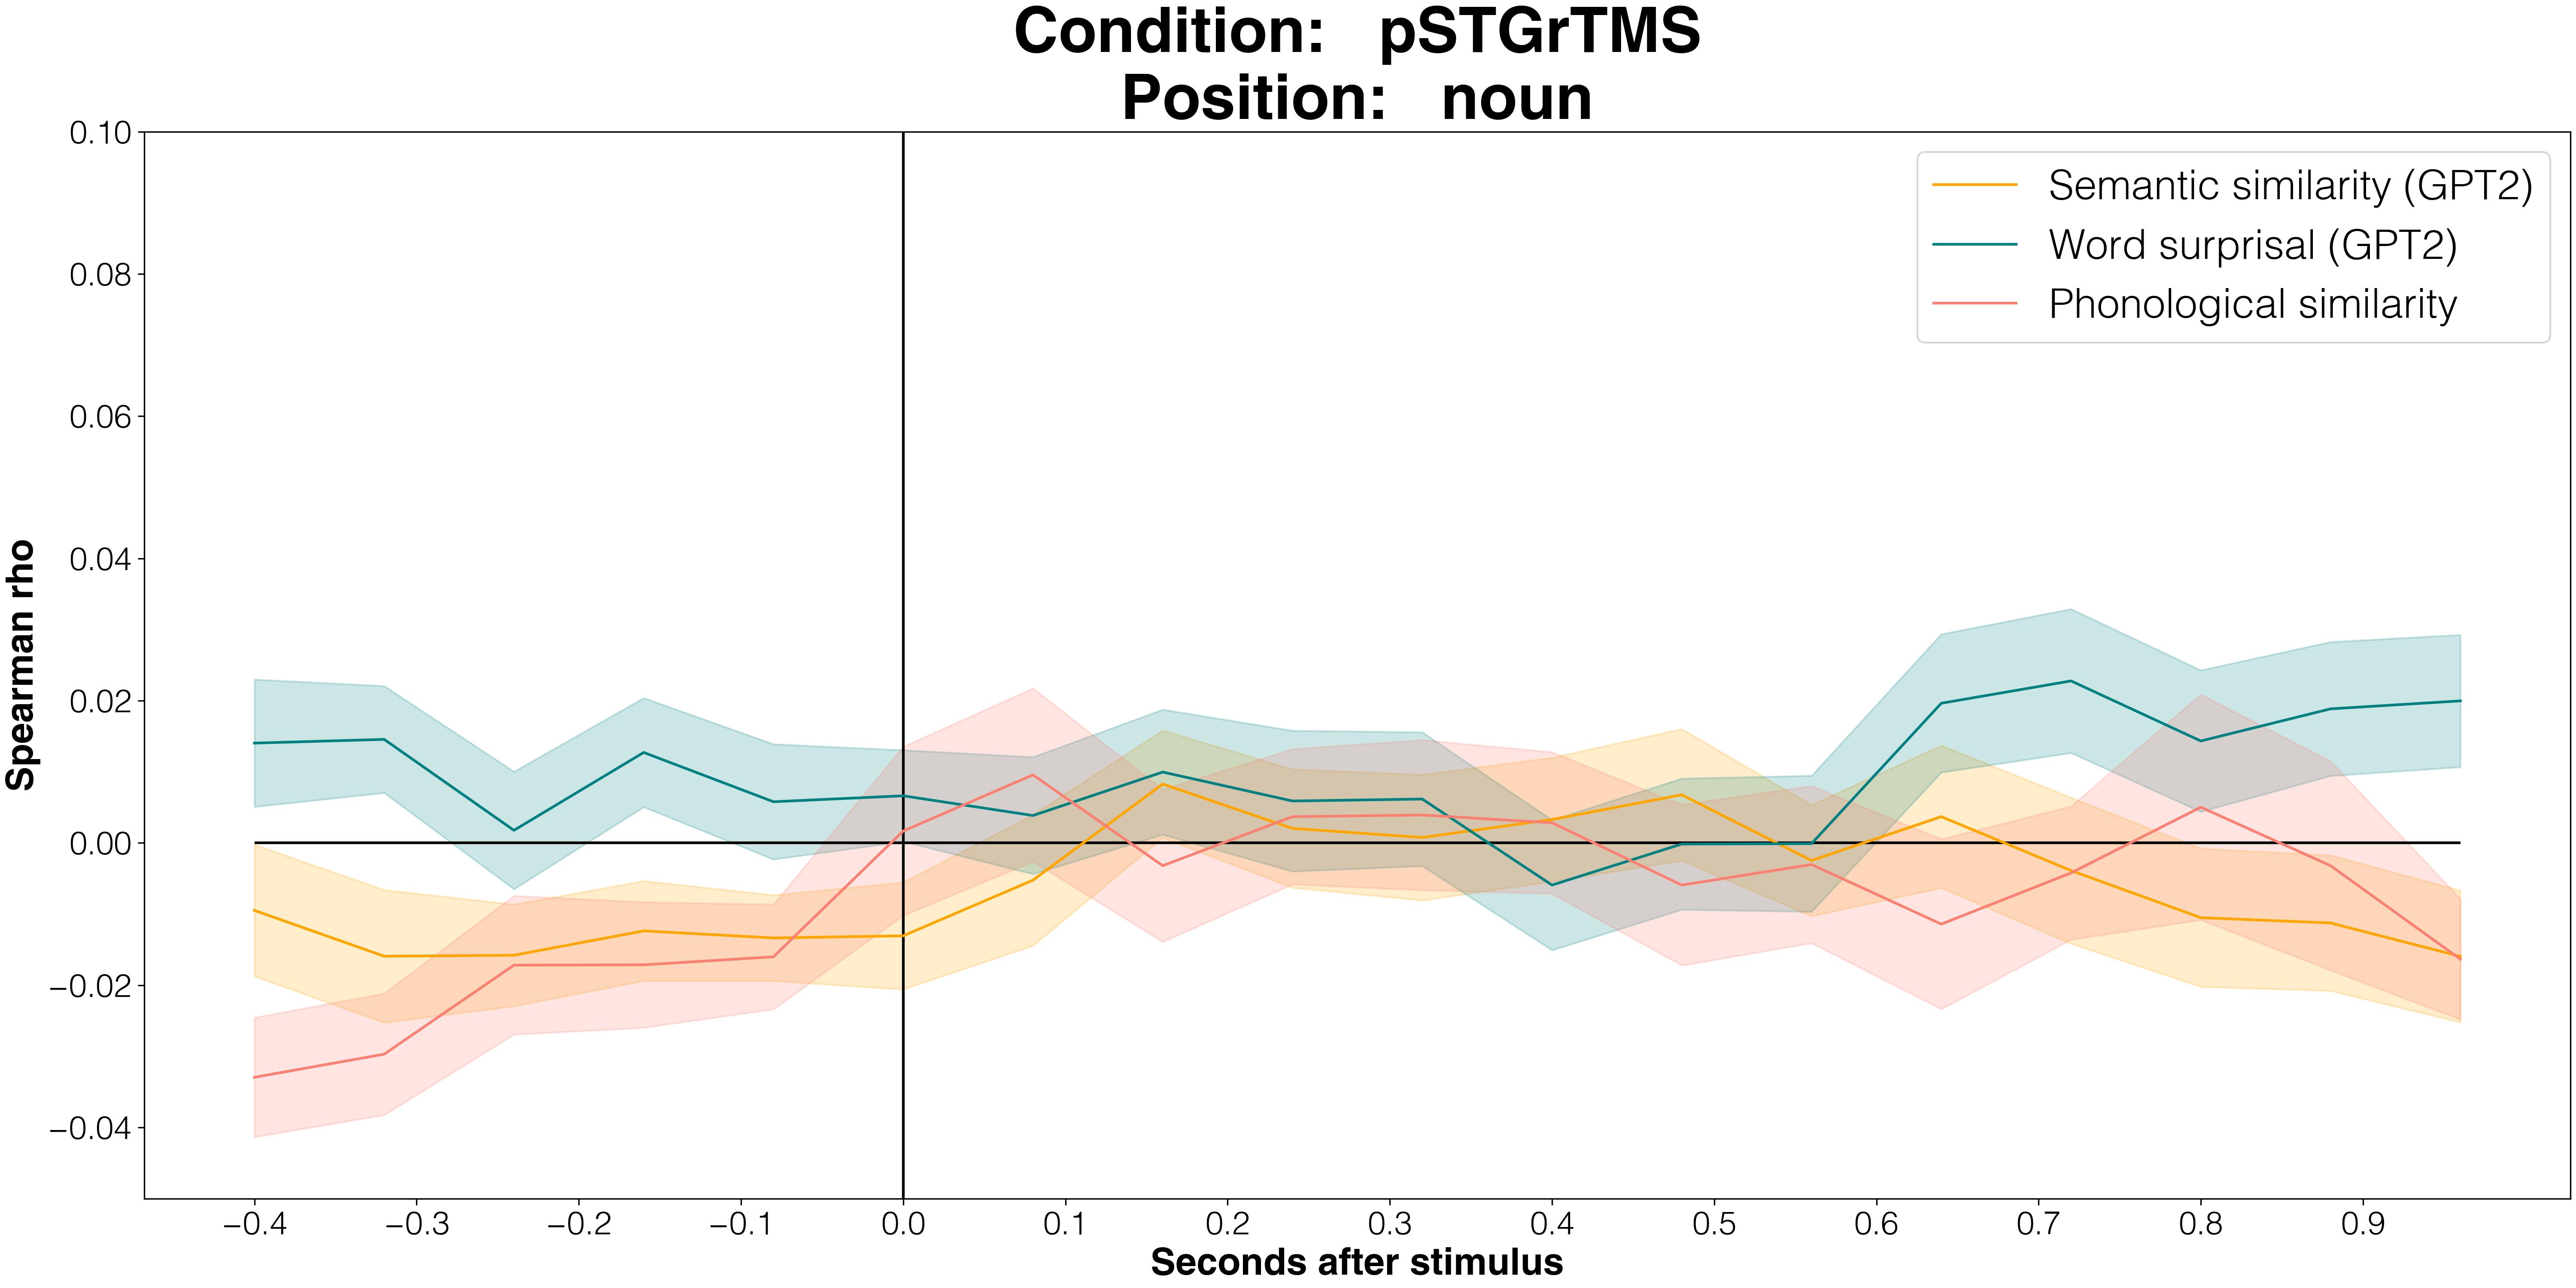 Condition: pSTGrTMS
Position: noun
0.10
0.08
0.06
0.04
0.02
0.00
−0.02
−0.04
Spearman rho
Semantic similarity (GPT2)
Word surprisal (GPT2)
Phonological similarity
−0.4 −0.3 −0.2 −0.1 0.0 0.1 0.2 0.3 0.4 0.5 0.6 0.7 0.8 0.9
Seconds after stimulus